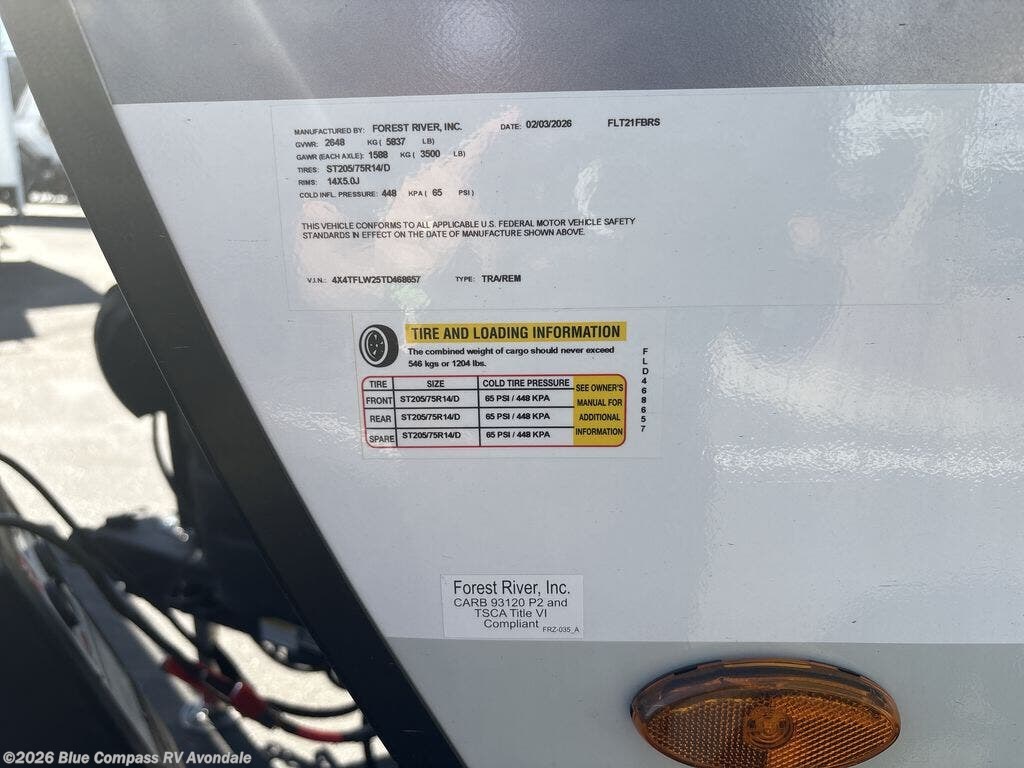 MANUFACTURED BY: FOREST RIVER, INC. DATE: 02/03/2026 FLT21FBRS
GVWR: 2648 KG ( 5837 LB)
GAWR (EACH AXLE): 1588 KG ( 3500 LB)
TIRES: ST205/75R14/D
RIMS: 14X5.0J
COLD INFL. PRESSURE: 448 KPA ( 65 PSI )
THIS VEHICLE CONFORMS TO ALL APPLICABLE U.S. FEDERAL MOTOR VEHICLE SAFETY
STANDARDS IN EFFECT ON THE DATE OF MANUFACTURE SHOWN ABOVE.
V.I.N.: 4X4TFLW25TD468657 TYPE: TRA/REM
TIRE AND LOADING INFORMATION
The combined weight of cargo should never exceed
546 kgs or 1204 lbs.
TIRE SIZE COLD TIRE PRESSURE
FRONT ST205/75R14/D 65 PSI / 448 KPA
REAR ST205/75R14/D 65 PSI / 448 KPA
SPARE ST205/75R14/D 65 PSI / 448 KPA
SEE OWNER'S
MANUAL FOR
ADDITIONAL
INFORMATION
FLD468657
Forest River, Inc.
CARB 93120 P2 and
TSCA Title VI
Compliant
FRZ-035_A
©2026 Blue Compass RV Avondale